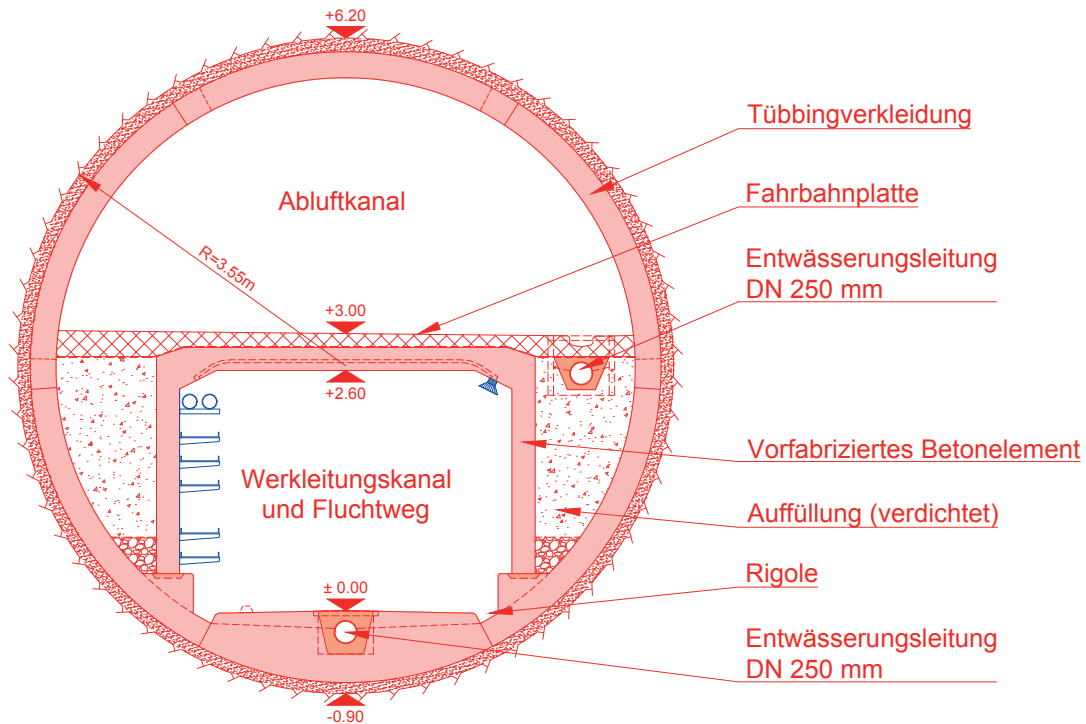 +6.20
Tübbingverkleidung
Abluftkanal
Fahrbahnplatte
R=3.55m
Entwässerungsleitung
DN 250 mm
+3.00
+2.60
Vorfabriziertes Betonelement
Werkleitungskanal
und Fluchtweg
Auffüllung (verdichtet)
Rigole
± 0.00
Entwässerungsleitung
DN 250 mm
-0.90